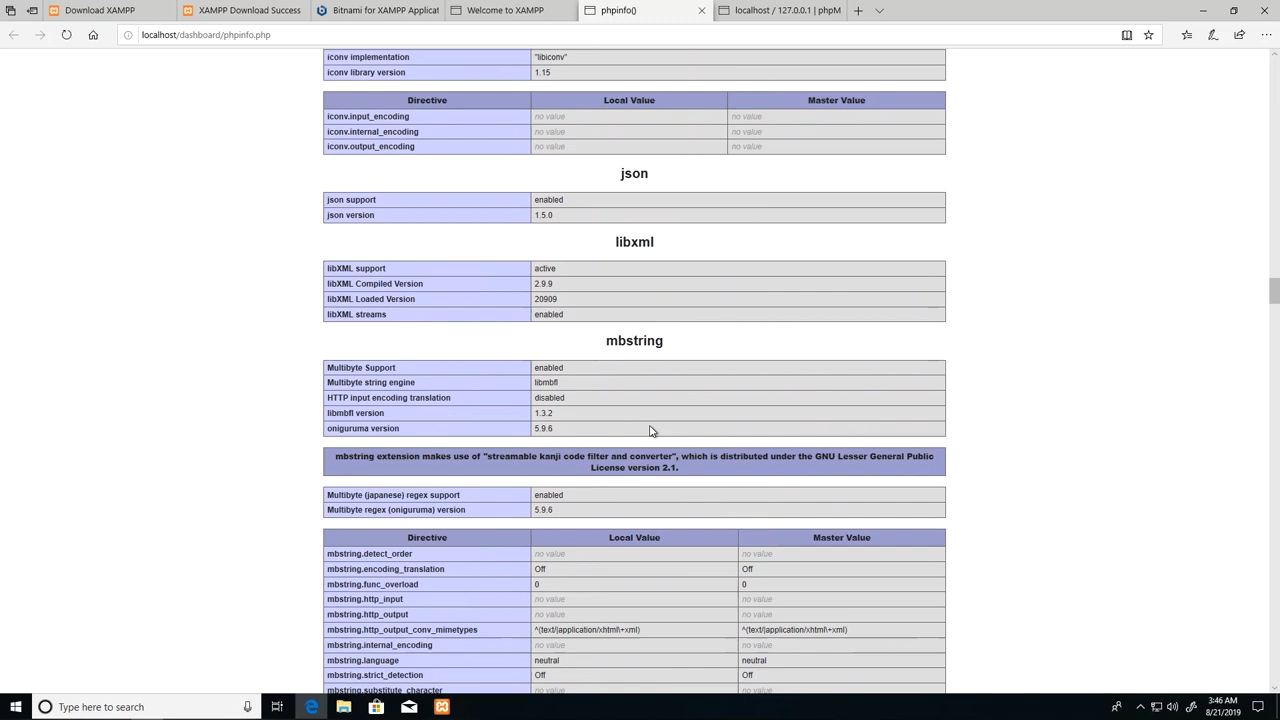 Download XAMPP
XAMPP Download Success
Bitnami for XAMPP Applicat
Welcome to XAMPP
phpinfo()
localhost / 127.0.0.1 | phpM
localhost/dashboard/phpinfo.php
iconv implementation "libiconv"
iconv library version 1.15
Directive Local Value Master Value
iconv.input_encoding no value no value
iconv.internal_encoding no value no value
iconv.output_encoding no value no value
json
json support enabled
json version 1.5.0
libxml
libXML support active
libXML Compiled Version 2.9.9
libXML Loaded Version 20909
libXML streams enabled
mbstring
Multibyte Support enabled
Multibyte string engine libmbfl
HTTP input encoding translation disabled
libmbfl version 1.3.2
oniguruma version 5.9.6
mbstring extension makes use of "streamable kanji code filter and converter", which is distributed under the GNU Lesser General Public
License version 2.1.
Multibyte (japanese) regex support enabled
Multibyte regex (oniguruma) version 5.9.6
Directive Local Value Master Value
mbstring.detect_order no value no value
mbstring.encoding_translation Off Off
mbstring.func_overload 0 0
mbstring.http_input no value no value
mbstring.http_output no value no value
mbstring.http_output_conv_mimetypes ^(text/|application/xhtml\+xml) ^(text/|application/xhtml\+xml)
mbstring.internal_encoding no value no value
mbstring.language neutral neutral
mbstring.strict_detection Off Off
mbstring.substitute_character no value no value
Type here to search
3:46 AM
8/21/2019